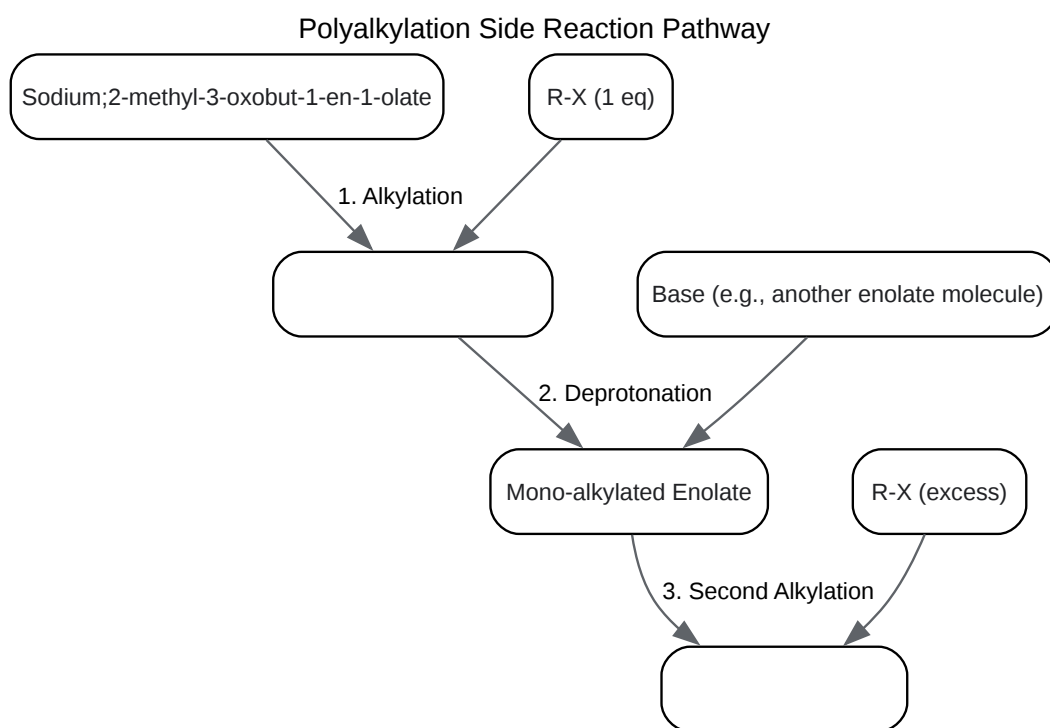 Polyalkylation Side Reaction Pathway
Sodium;2-methyl-3-oxobut-1-en-1-olate
R-X (1 eq)
1. Alkylation
Base (e.g., another enolate molecule)
2. Deprotonation
Mono-alkylated Enolate
R-X (excess)
3. Second Alkylation